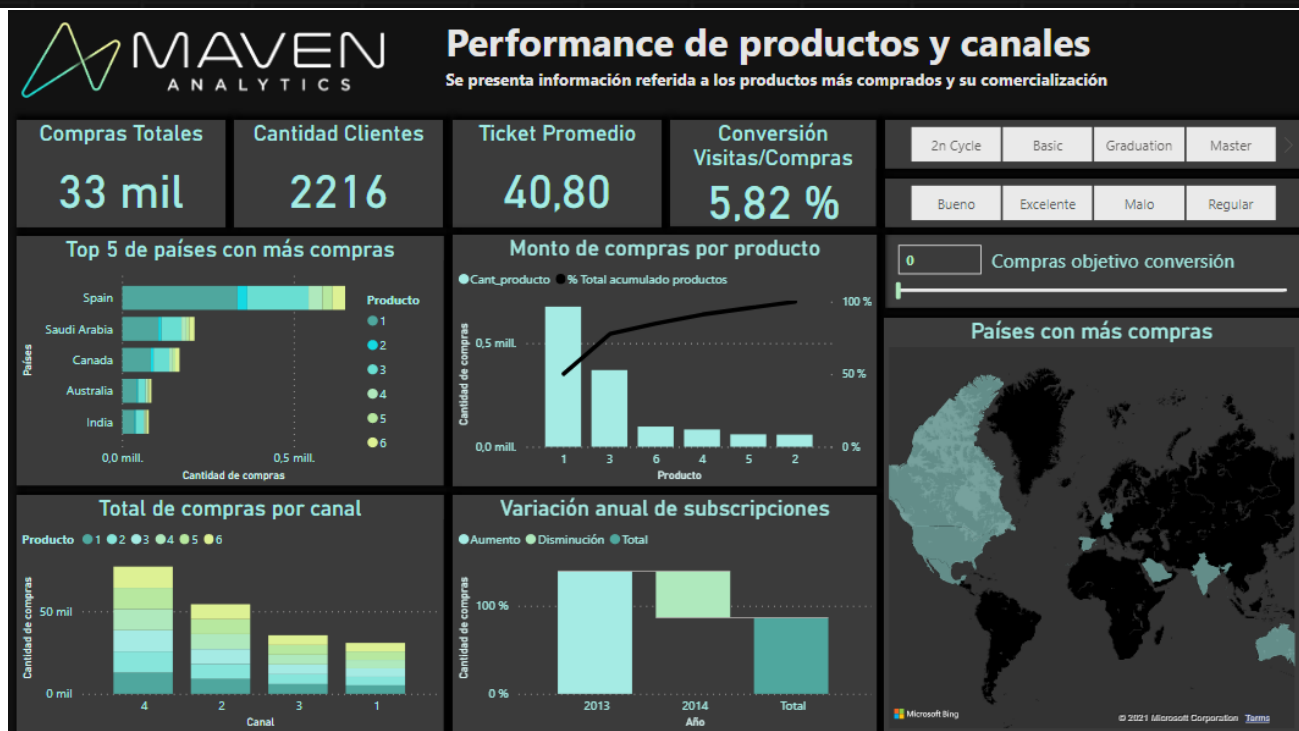 MAVEN
ANALYTICS
Performance de productos y canales
Se presenta información referida a los productos más comprados y su comercialización
Compras Totales
33 mil
Cantidad Clientes
2216
Ticket Promedio
40,80
Conversión
Visitas/Compras
5,82 %
2n Cycle
Basic
Graduation
Master
Bueno
Excelente
Malo
Regular
0
Compras objetivo conversión
Top 5 de países con más compras
Países
Spain
Saudi Arabia
Canada
Australia
India
0,0 mill.
0,5 mill.
Cantidad de compras
Producto
1
2
3
4
5
6
Monto de compras por producto
Cant_producto
% Total acumulado productos
Cantidad de compras
0,5 mill.
0,0 mill.
100 %
50 %
0 %
1 3 6 4 5 2
Producto
Países con más compras
Microsoft Bing
© 2021 Microsoft Corporation Terms
Total de compras por canal
Producto 1 2 3 4 5 6
Cantidad de compras
50 mil
0 mil
4 2 3 1
Canal
Variación anual de subscripciones
Aumento Disminución Total
Cantidad de compras
100 %
0 %
2013 2014 Total
Año